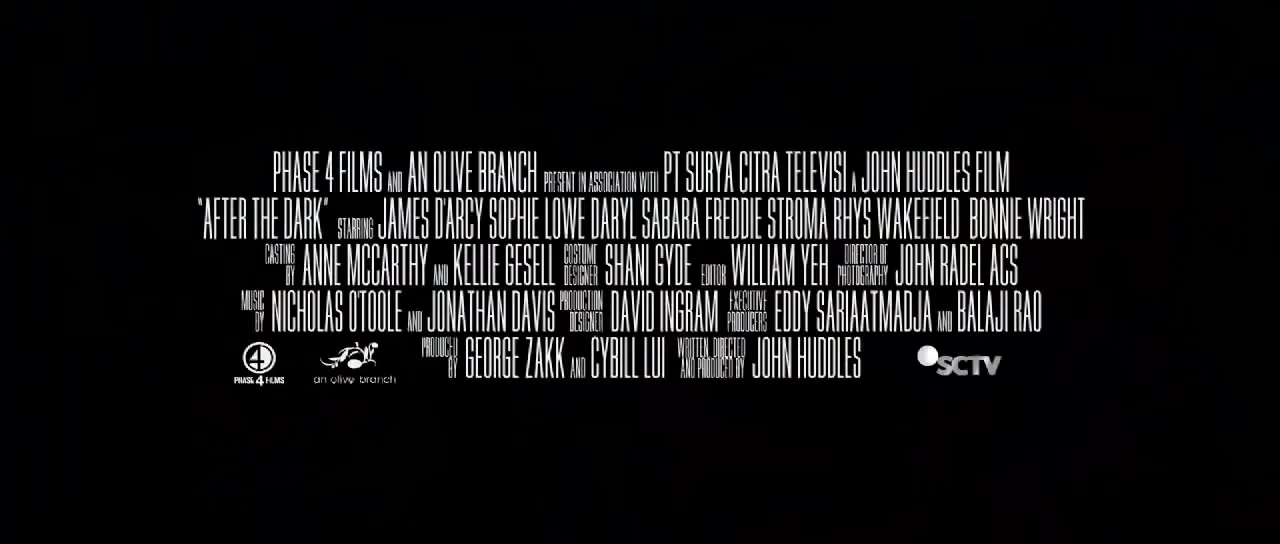 PHASE 4 FILMS AND AN OLIVE BRANCH PRESENT IN ASSOCIATION WITH PT SURYA CITRA TELEVISI A JOHN HUDDLES FILM
"AFTER THE DARK" STARRING JAMES D'ARCY SOPHIE LOWE DARYL SABARA FREDDIE STROMA RHYS WAKEFIELD BONNIE WRIGHT
CASTING BY ANNE MCCARTHY AND KELLIE GESELL COSTUME DESIGNER SHANI GYDE EDITOR WILLIAM YEH DIRECTOR OF PHOTOGRAPHY JOHN RADEL ACS
MUSIC BY NICHOLAS O'TOOLE AND JONATHAN DAVIS PRODUCTION DESIGNER DAVID INGRAM EXECUTIVE PRODUCERS EDDY SARIAATMADJA AND BALAJI RAO
PRODUCED BY GEORGE ZAKK AND CYBILL LUI WRITTEN, DIRECTED AND PRODUCED BY JOHN HUDDLES
4 PHASE 4 FILMS an olive branch SCTV